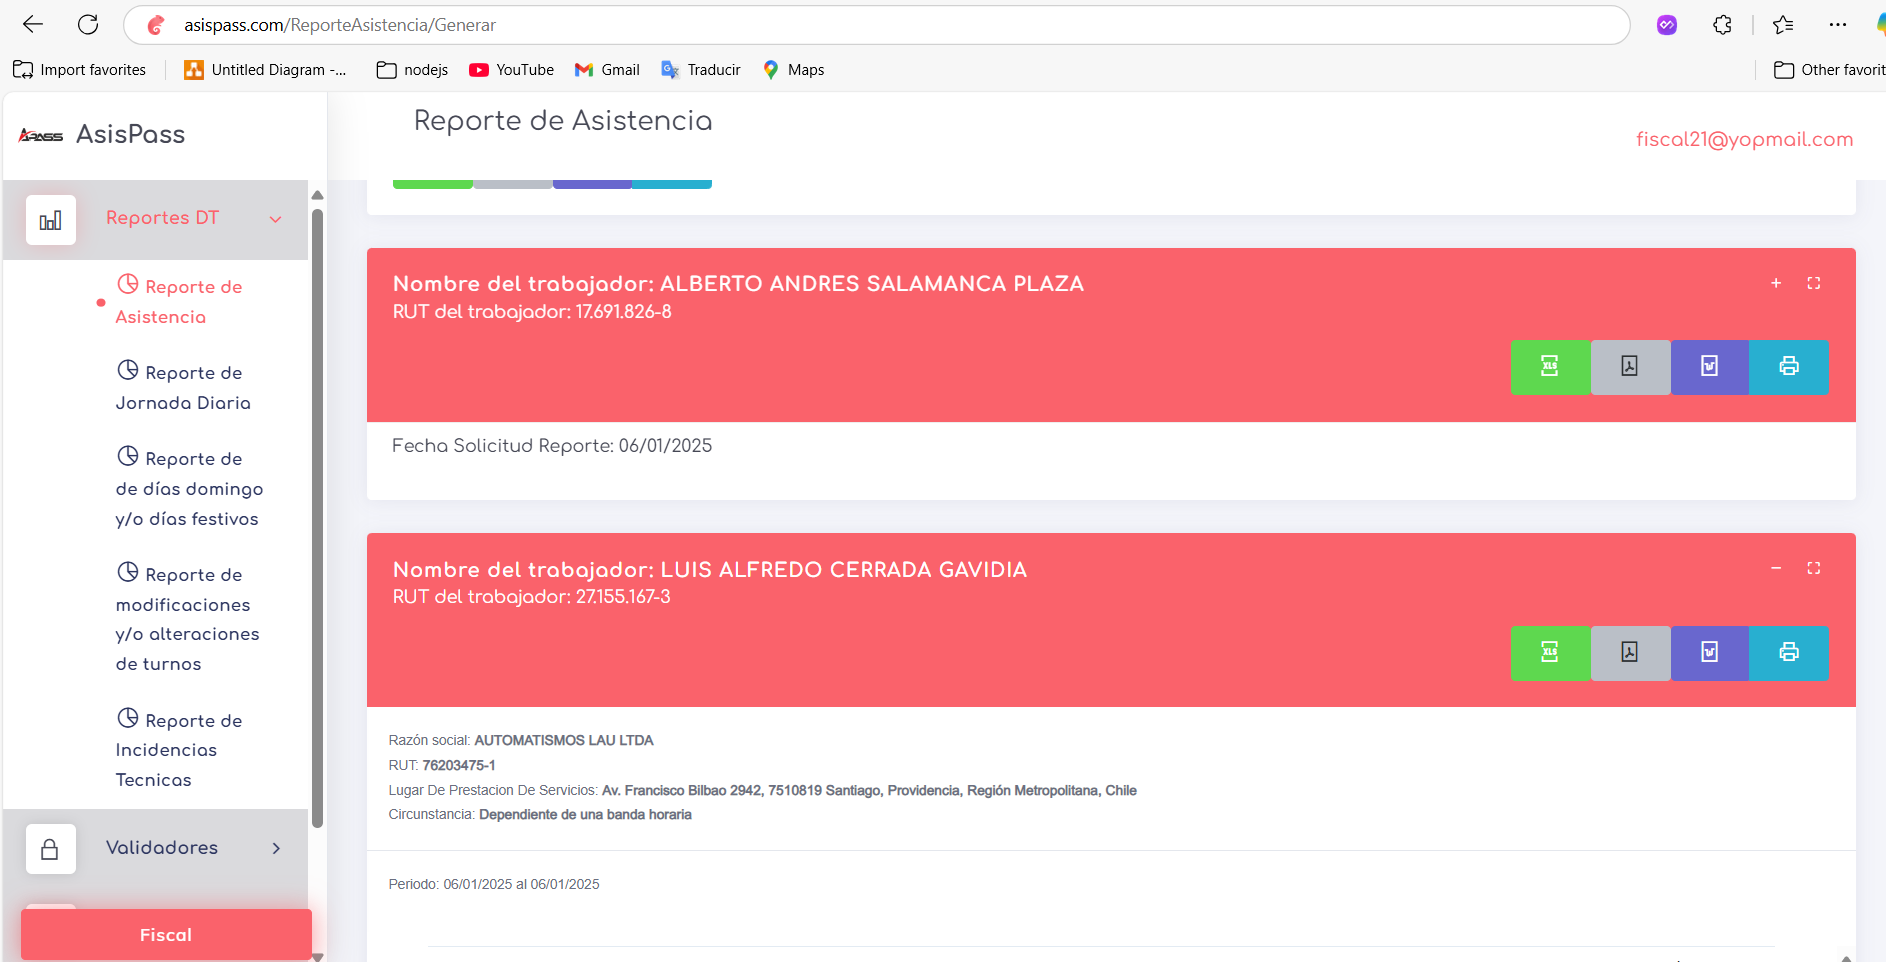 asispass.com/ReporteAsistencia/Generar
Import favorites
Untitled Diagram -...
nodejs
YouTube
Gmail
Traducir
Maps
Other favorit
APASS AsisPass
Reporte de Asistencia
fiscal21@yopmail.com
Reportes DT
Reporte de
Asistencia
Reporte de
Jornada Diaria
Reporte de
de días domingo
y/o días festivos
Reporte de
modificaciones
y/o alteraciones
de turnos
Reporte de
Incidencias
Tecnicas
Validadores
Fiscal
Nombre del trabajador: ALBERTO ANDRES SALAMANCA PLAZA
RUT del trabajador: 17.691.826-8
XLS
Fecha Solicitud Reporte: 06/01/2025
Nombre del trabajador: LUIS ALFREDO CERRADA GAVIDIA
RUT del trabajador: 27.155.167-3
XLS
Razón social: AUTOMATISMOS LAU LTDA
RUT: 76203475-1
Lugar De Prestacion De Servicios: Av. Francisco Bilbao 2942, 7510819 Santiago, Providencia, Región Metropolitana, Chile
Circunstancia: Dependiente de una banda horaria
Periodo: 06/01/2025 al 06/01/2025